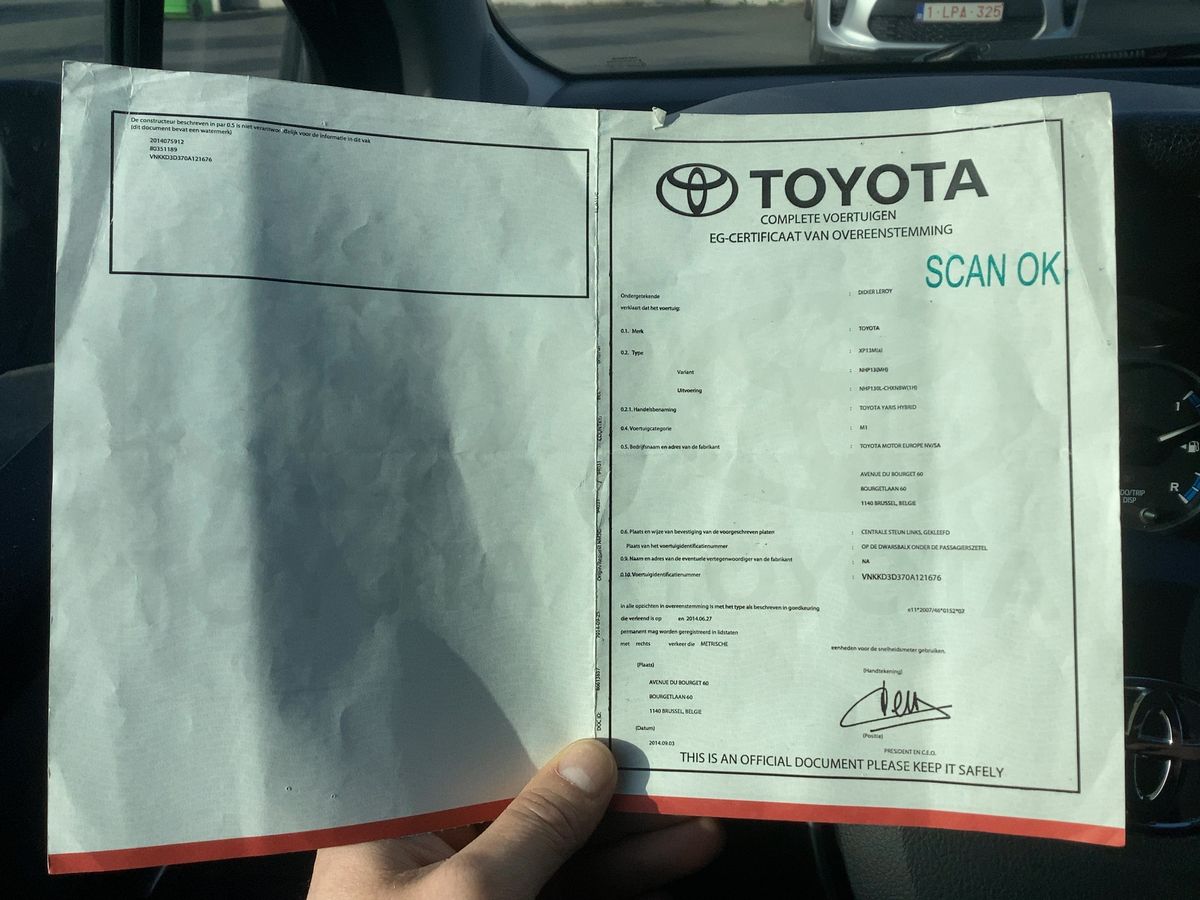 1-LPA-325
De constructeur beschreven in par 0.5 is niet verantwoordelijk voor de informatie in dit vak
(dit document bevat een watermerk)
2014075912
80351189
VNKKD3D370A121676
TOYOTA
COMPLETE VOERTUIGEN
EG-CERTIFICAAT VAN OVEREENSTEMMING
SCAN OK
Ondergetekende : DIDIER LEROY
verklaart dat het voertuig:
0.1. Merk : TOYOTA
0.2. Type : XP13M(a)
Variant : NHP13(MH)
Uitvoering : NHP130L-CHXNBW(1H)
0.2.1. Handelsbenaming : TOYOTA YARIS HYBRID
0.4. Voertuigcategorie : M1
0.5. Bedrijfsnaam en adres van de fabrikant : TOYOTA MOTOR EUROPE NV/SA
AVENUE DU BOURGET 60
BOURGETLAAN 60
1140 BRUSSEL, BELGIE
0.6. Plaats en wijze van bevestiging van de voorgeschreven platen : CENTRALE STEUN LINKS, GEKLEEFD
Plaats van het voertuigidentificatienummer : OP DE DWARSBALK ONDER DE PASSAGIERSZETEL
0.9. Naam en adres van de eventuele vertegenwoordiger van de fabrikant : NA
0.10. Voertuigidentificatienummer : VNKKD3D370A121676
in alle opzichten in overeenstemming is met het type als beschreven in goedkeuring e11*2007/46*0152*07
die verleend is op en 2014.06.27
permanent mag worden geregistreerd in lidstaten
met rechts verkeer die METRISCHE eenheden voor de snelheidsmeter gebruiken.
(Plaats) (Handtekening)
AVENUE DU BOURGET 60
BOURGETLAAN 60
1140 BRUSSEL, BELGIE
(Datum) (Positie)
2014.09.03 PRESIDENT EN C.E.O.
THIS IS AN OFFICIAL DOCUMENT PLEASE KEEP IT SAFELY
DOC ID:
1
R
DO/TRIP
DISP